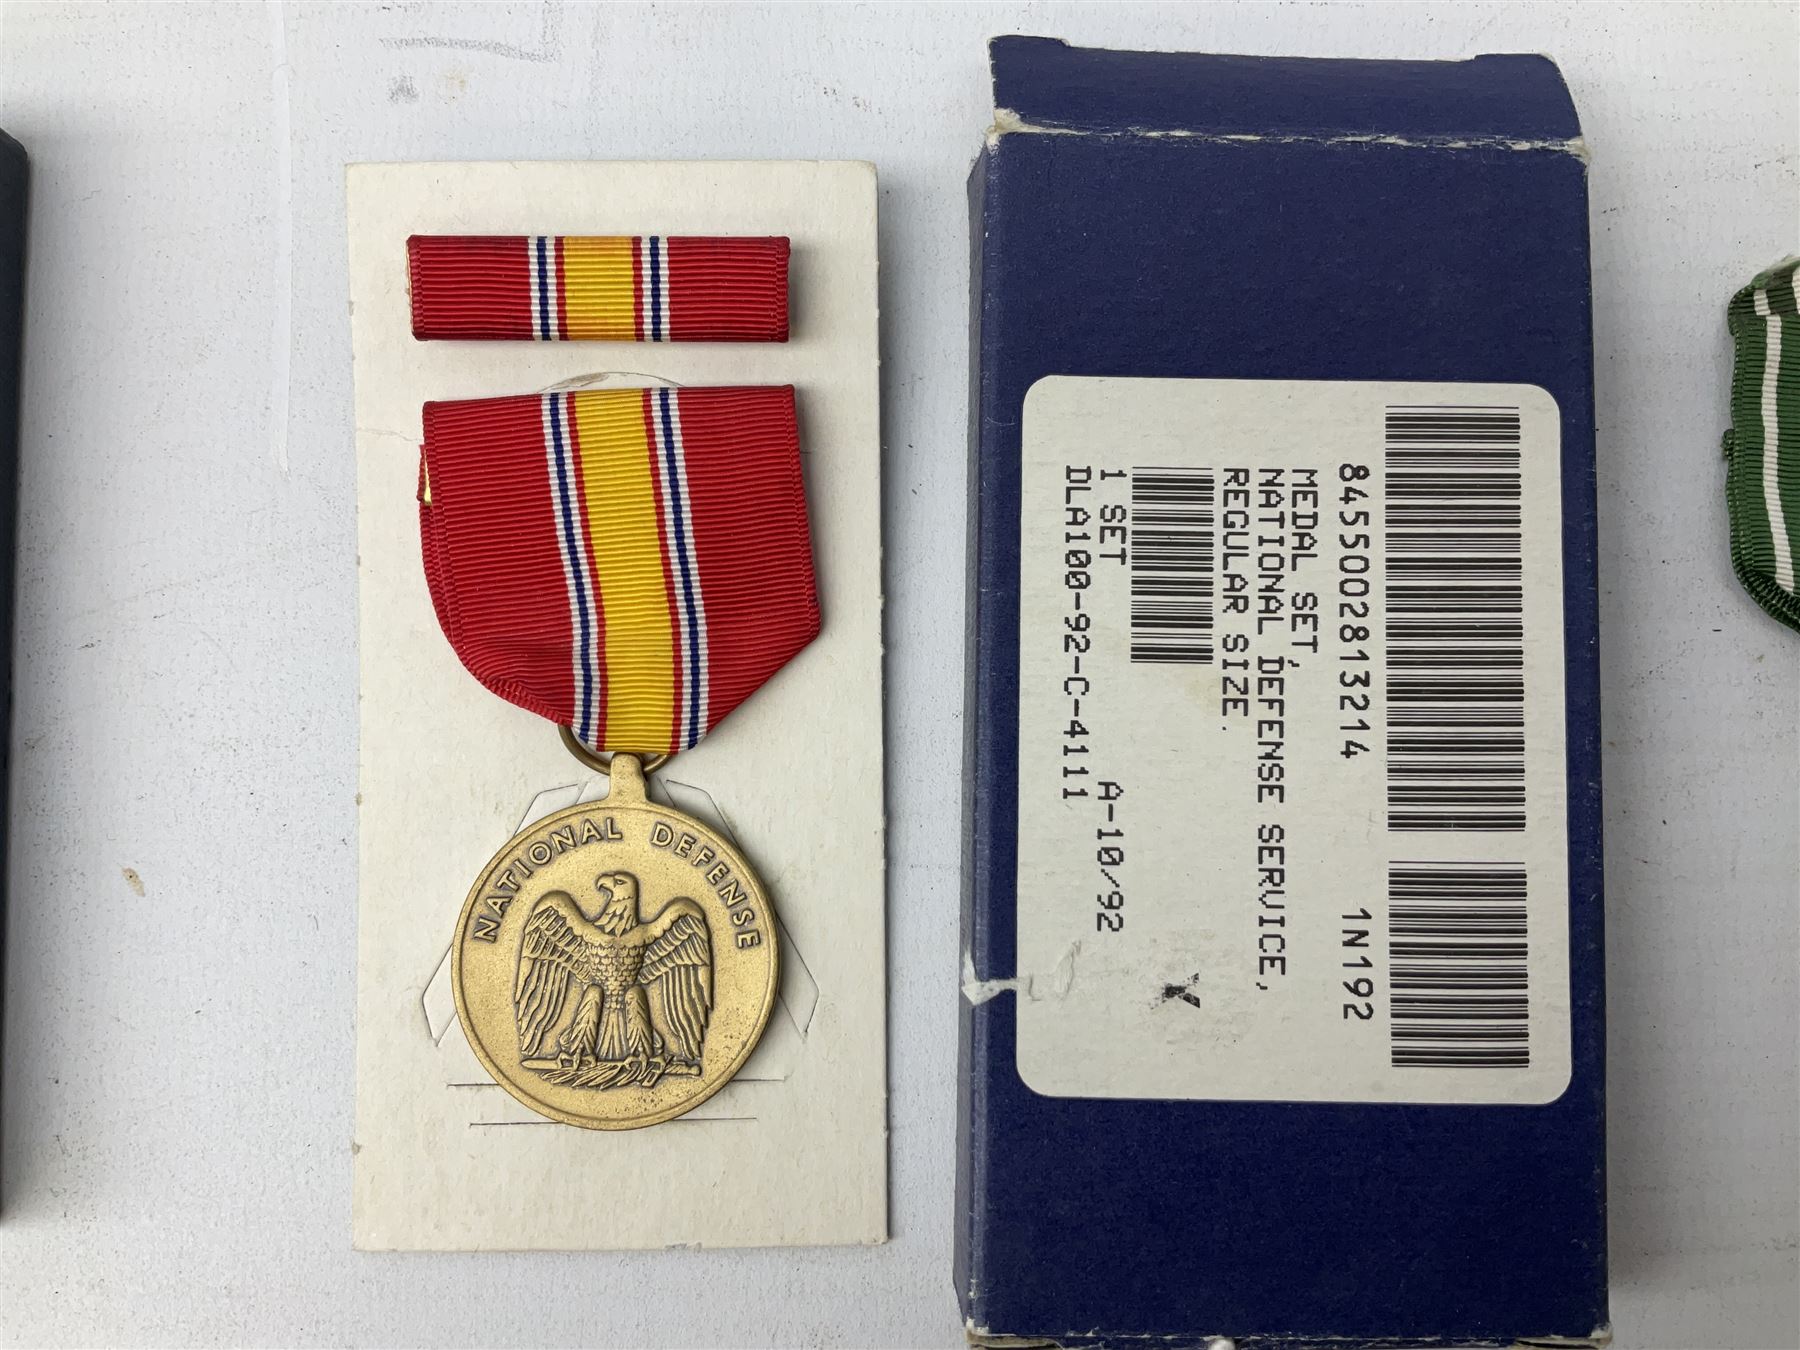 NATIONAL DEFENSE
8455002813214 1N192
MEDAL SET,
NATIONAL DEFENSE SERVICE,
REGULAR SIZE.
1 SET A-10/92
DLA100-92-C-4111